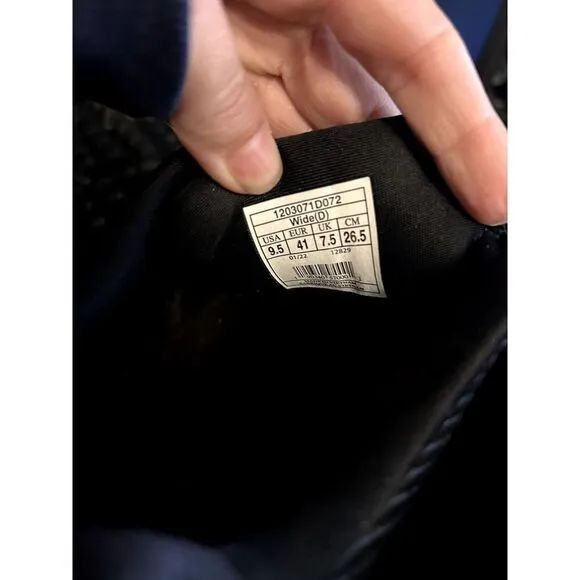 1203071D072
Wide(D)
USA EUR UK CM
9.5 41 7.5 26.5
01/22 12829